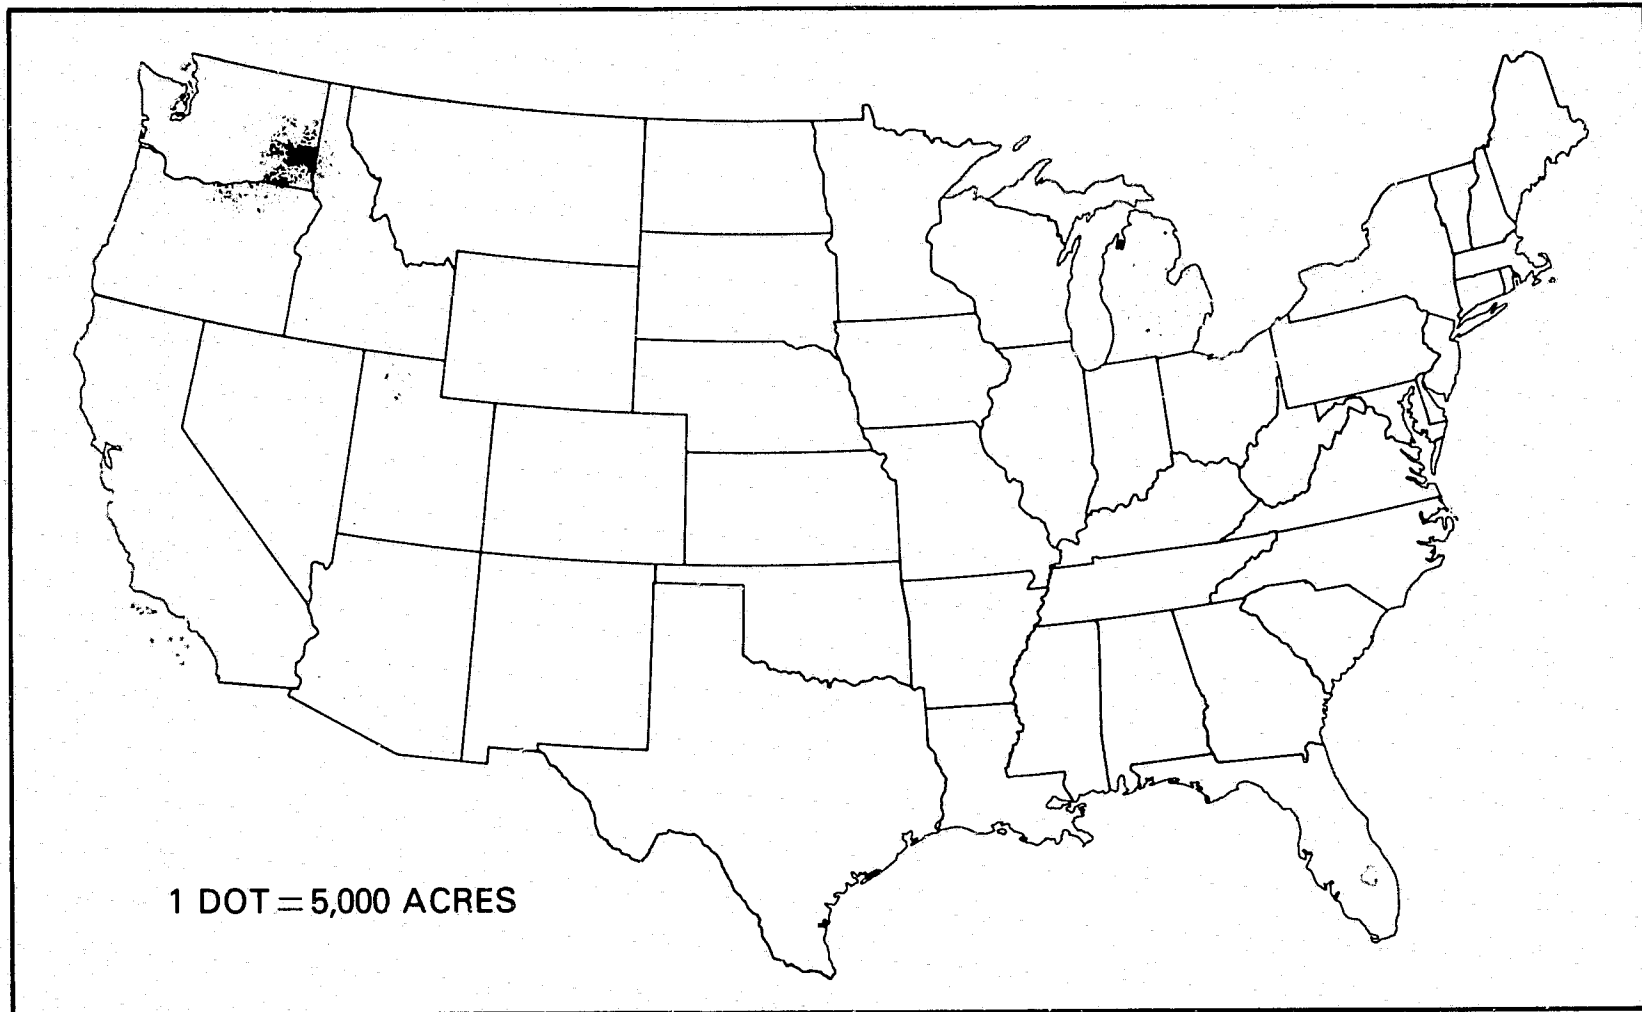 1 DOT = 5,000 ACRES